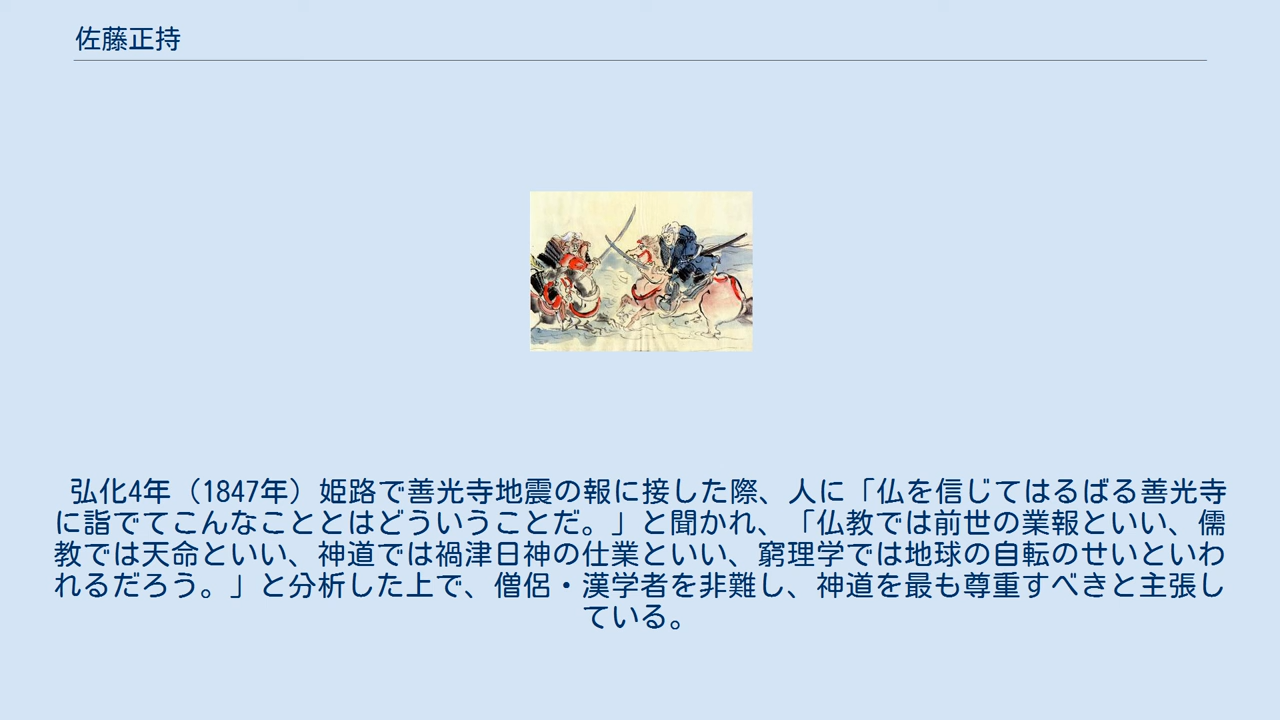 佐藤正持
弘化4年（1847年）姫路で善光寺地震の報に接した際、人に「仏を信じてはるばる善光寺
に詣でてこんなこととはどういうことだ。」と聞かれ、「仏教では前世の業報といい、儒
教では天命といい、神道では禍津日神の仕業といい、窮理学では地球の自転のせいといわ
れるだろう。」と分析した上で、僧侶・漢学者を非難し、神道を最も尊重すべきと主張し
ている。